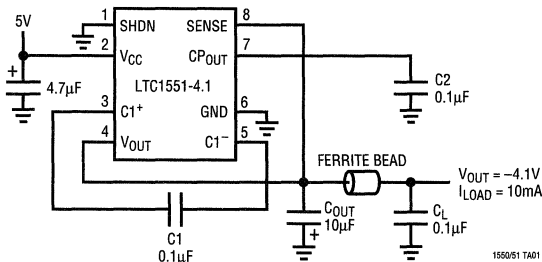 5V
1
8
SHDN
SENSE
2
7
VCC
CPOUT
+
4.7µF
LTC1551-4.1
C2
0.1µF
3
6
C1+
GND
4
5
VOUT
C1−
FERRITE BEAD
VOUT = −4.1V
ILOAD = 10mA
COUT
10µF
+
CL
0.1µF
C1
0.1µF
1550/51 TA01